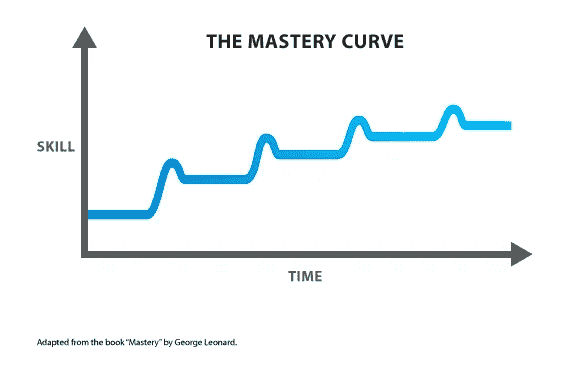 THE MASTERY CURVE
SKILL
TIME
Adapted from the book "Mastery" by George Leonard.